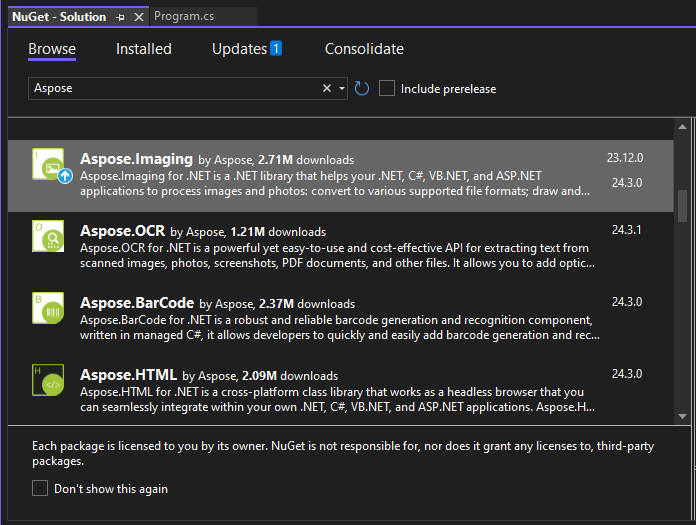 NuGet - Solution
Program.cs
Browse Installed Updates 1 Consolidate
Aspose
Include prerelease
Aspose.Imaging by Aspose, 2.71M downloads 23.12.0
Aspose.Imaging for .NET is a .NET library that helps your .NET, C#, VB.NET, and ASP.NET 24.3.0
applications to process images and photos: convert to various supported file formats; draw and...
Aspose.OCR by Aspose, 1.21M downloads 24.3.1
Aspose.OCR for .NET is a powerful yet easy-to-use and cost-effective API for extracting text from
scanned images, photos, screenshots, PDF documents, and other files. It allows you to add optic...
Aspose.BarCode by Aspose, 2.37M downloads 24.3.0
Aspose.BarCode for .NET is a robust and reliable barcode generation and recognition component,
written in managed C#, it allows developers to quickly and easily add barcode generation and rec...
Aspose.HTML by Aspose, 2.09M downloads 24.3.0
Aspose.HTML for .NET is a cross-platform class library that works as a headless browser that you
can seamlessly integrate within your own .NET, C#, VB.NET, and ASP.NET applications. Aspose.H...
Each package is licensed to you by its owner. NuGet is not responsible for, nor does it grant any licenses to, third-party
packages.
Don't show this again